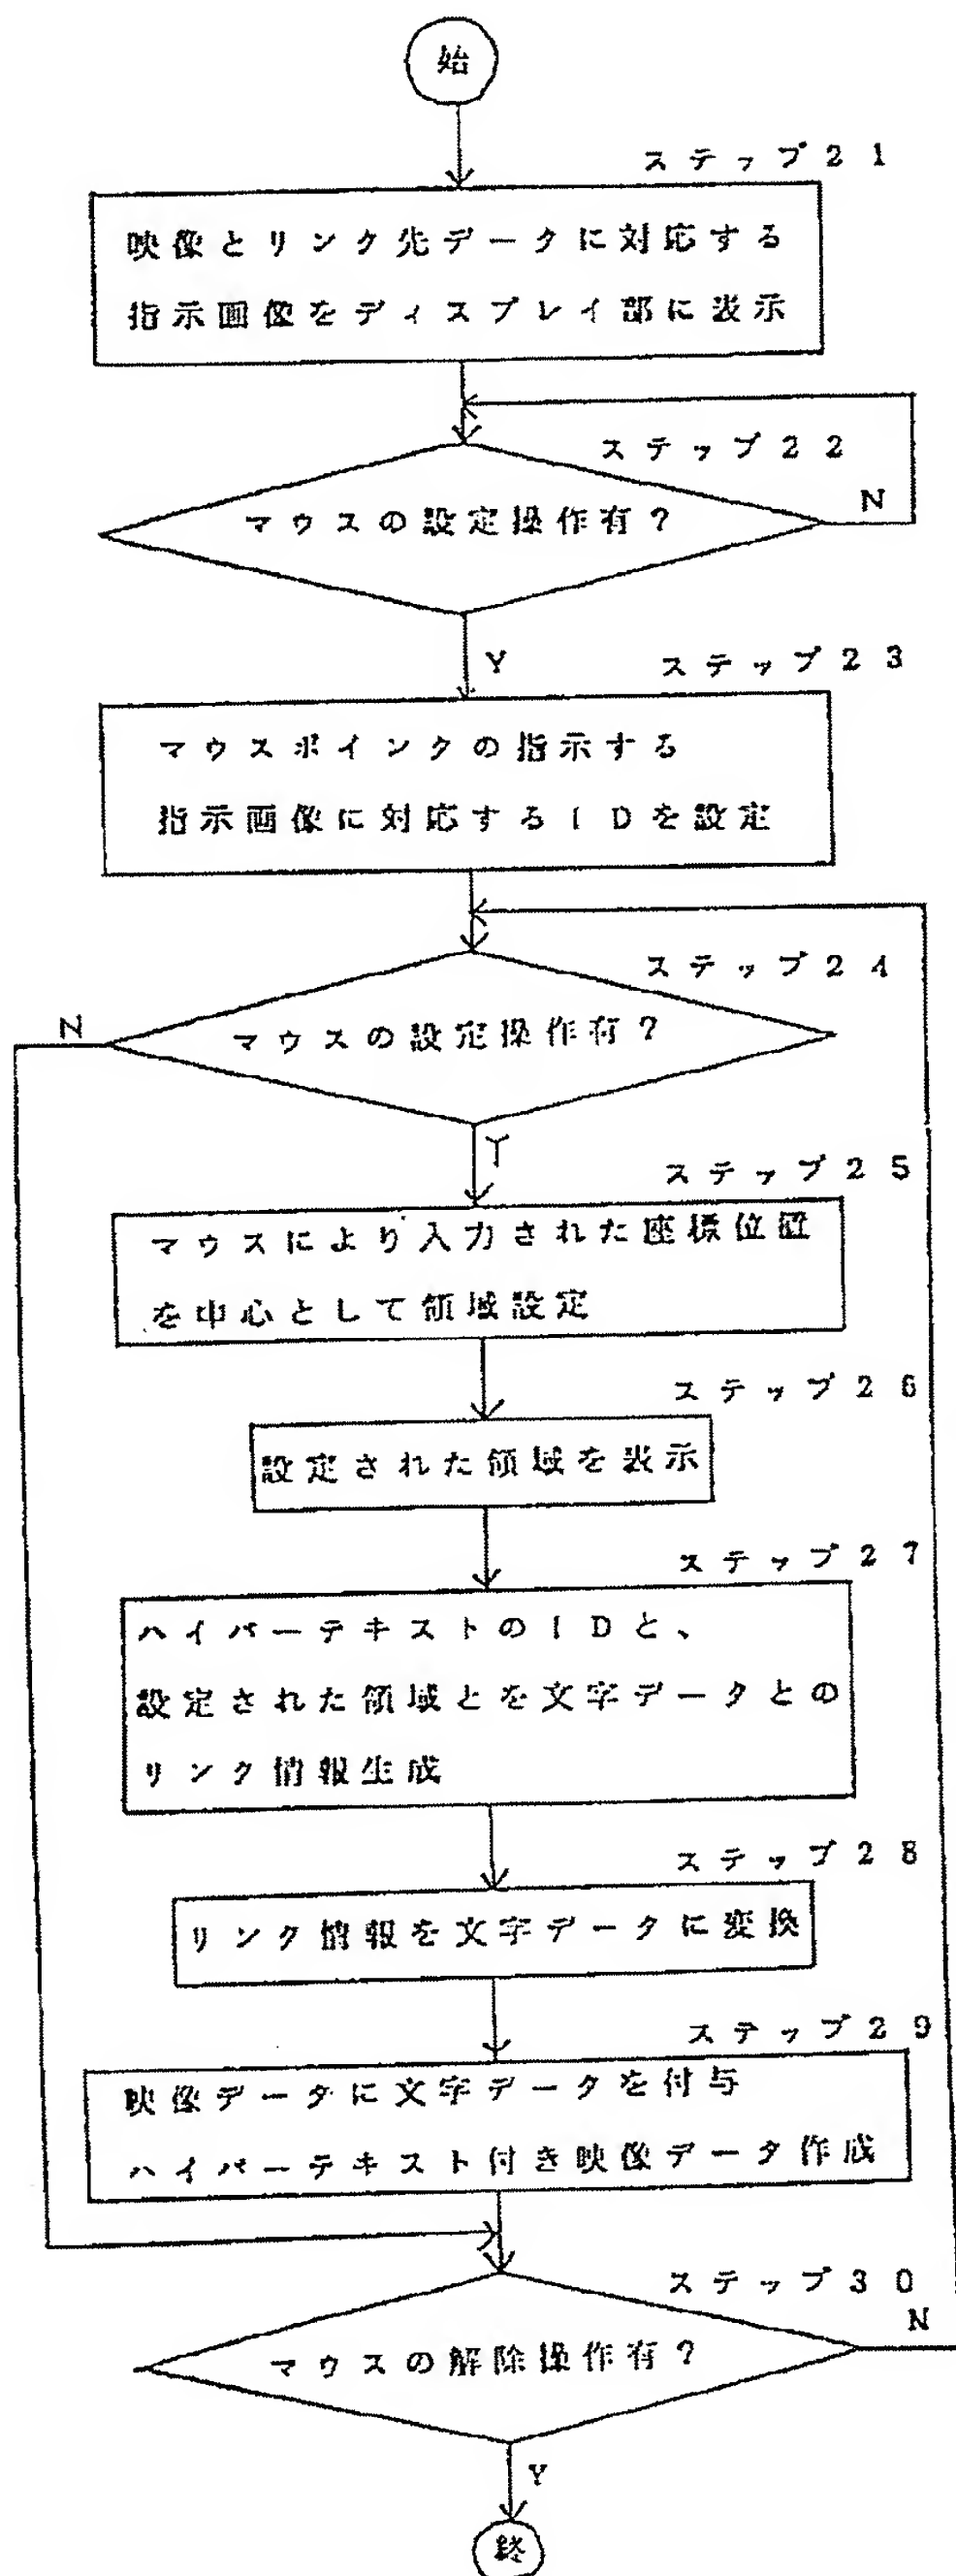 始
ステップ21
映像とリンク先データに対応する
指示画像をディスプレイ部に表示
ステップ22
マウスの設定操作有?
N
Y
ステップ23
マウスポインタの指示する
指示画像に対応するIDを設定
ステップ24
N
マウスの設定操作有?
Y
ステップ25
マウスにより入力された座標位置
を中心として領域設定
ステップ26
設定された領域を表示
ステップ27
ハイパーテキストのIDと、
設定された領域とを文字データとの
リンク情報生成
ステップ28
リンク情報を文字データに変換
ステップ29
映像データに文字データを付与
ハイパーテキスト付き映像データ作成
ステップ30
N
マウスの解除操作有?
Y
終